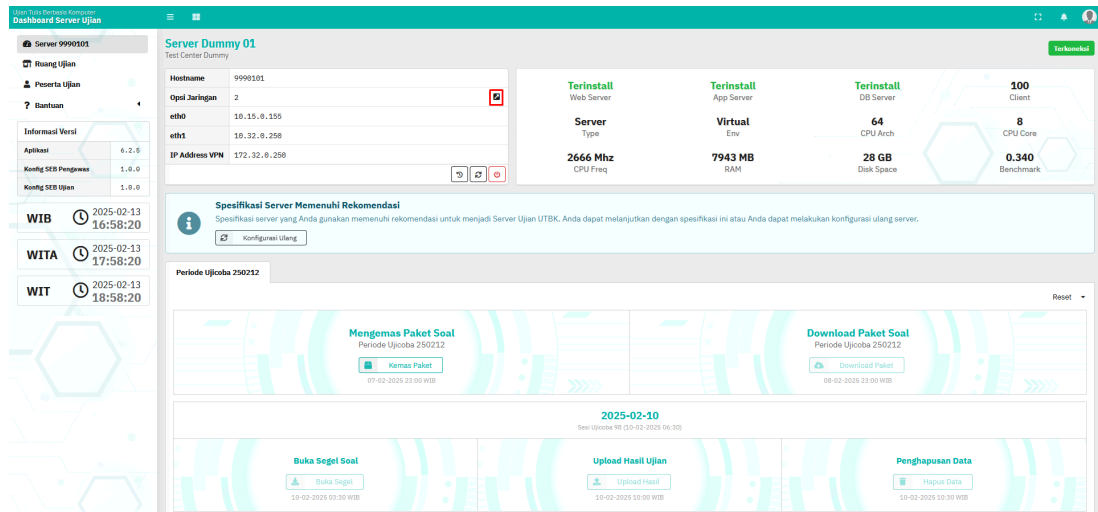 Ujian Tulis Berbasis Komputer
Dashboard Server Ujian
Server 9990101
Ruang Ujian
Peserta Ujian
Bantuan
Informasi Versi
Aplikasi 6.2.5
Konfig SEB Pengawas 1.0.0
Konfig SEB Ujian 1.0.0
WIB 2025-02-13
16:58:20
WITA 2025-02-13
17:58:20
WIT 2025-02-13
18:58:20
Server Dummy 01
Test Center Dummy
Terkoneksi
Hostname 9990101
Opsi Jaringan 2
eth0 10.15.0.155
eth1 10.32.0.250
IP Address VPN 172.32.0.250
Terinstall Terinstall Terinstall 100
Web Server App Server DB Server Client
Server Virtual 64 8
Type Env CPU Arch CPU Core
2666 Mhz 7943 MB 28 GB 0.340
CPU Freq RAM Disk Space Benchmark
Spesifikasi Server Memenuhi Rekomendasi
Spesifikasi server yang Anda gunakan memenuhi rekomendasi untuk menjadi Server Ujian UTBK. Anda dapat melanjutkan dengan spesifikasi ini atau Anda dapat melakukan konfigurasi ulang server.
Konfigurasi Ulang
Periode Ujicoba 250212
Reset
Mengemas Paket Soal Download Paket Soal
Periode Ujicoba 250212 Periode Ujicoba 250212
Kemas Paket Download Paket
07-02-2025 23:00 WIB 08-02-2025 23:00 WIB
2025-02-10
Sesi Ujicoba 98 (10-02-2025 06:30)
Buka Segel Soal Upload Hasil Ujian Penghapusan Data
Buka Segel Upload Hasil Hapus Data
10-02-2025 03:30 WIB 10-02-2025 10:00 WIB 10-02-2025 10:30 WIB